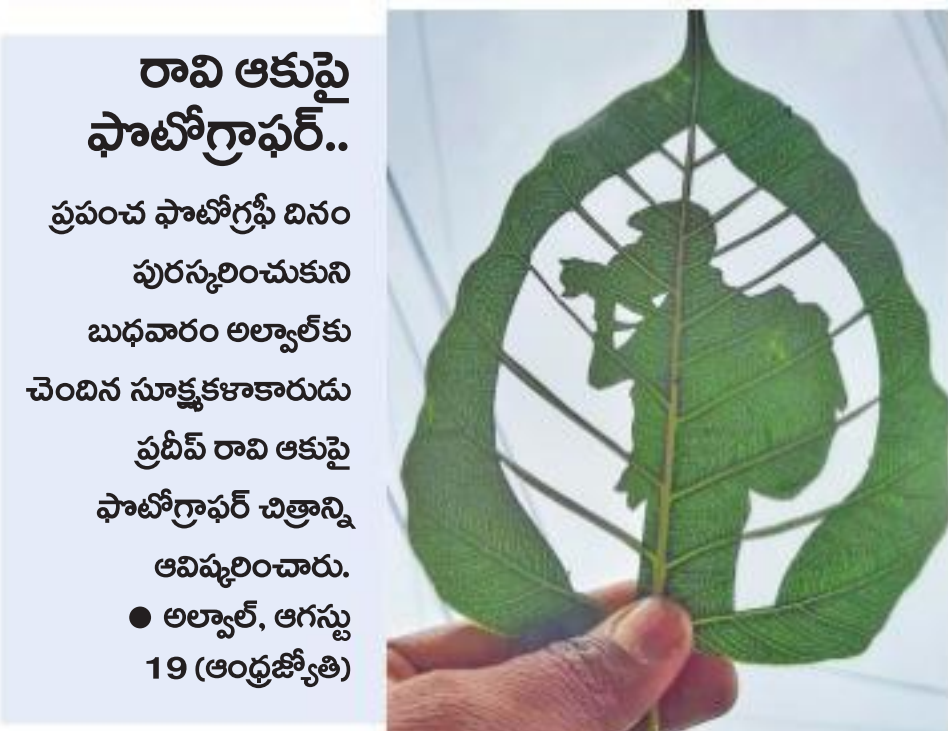 రావి ఆకుపై
ఫొటోగ్రాఫర్..
ప్రపంచ ఫొటోగ్రఫీ దినం
పురస్కరించుకుని
బుధవారం అల్వాల్‌కు
చెందిన సూక్ష్మకళాకారుడు
ప్రదీప్ రావి ఆకుపై
ఫొటోగ్రాఫర్ చిత్రాన్ని
ఆవిష్కరించారు.
● అల్వాల్, ఆగస్టు
19 (ఆంధ్రజ్యోతి)